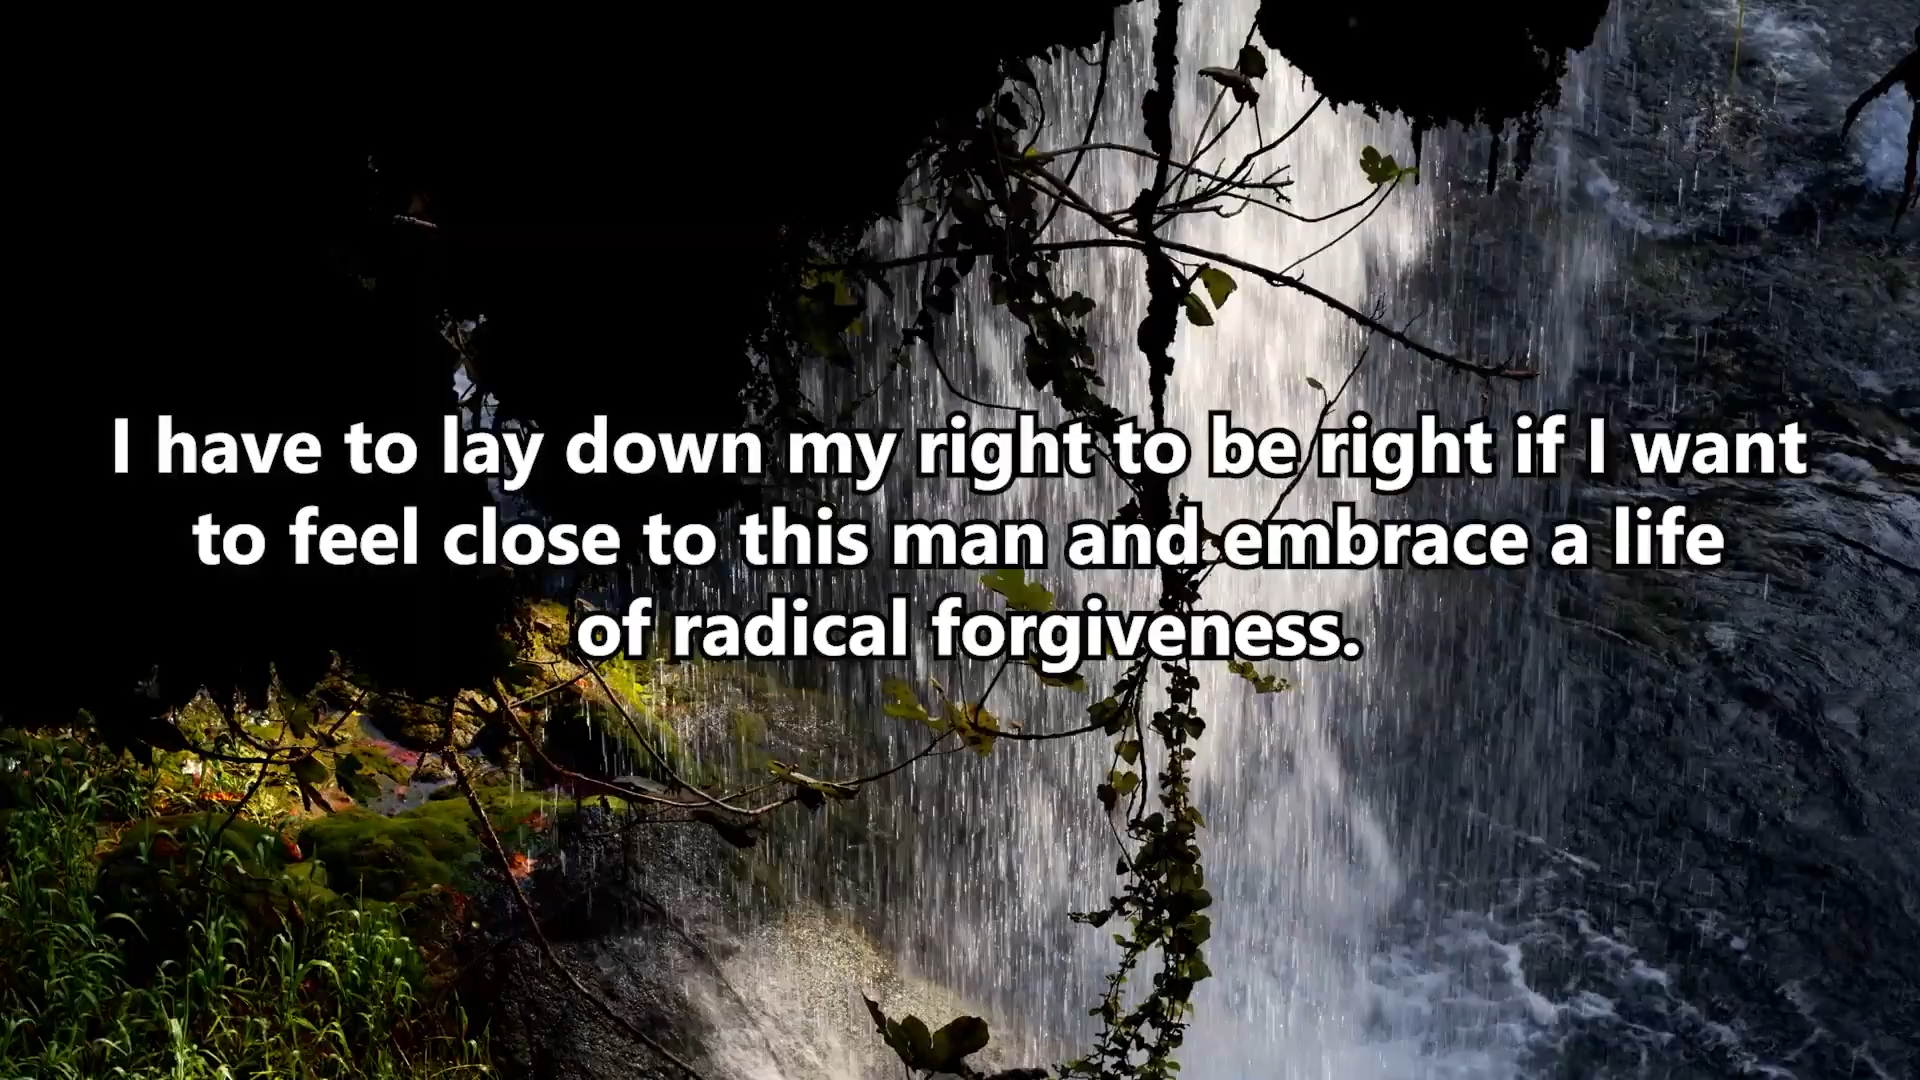 I have to lay down my right to be right if I want
to feel close to this man and embrace a life
of radical forgiveness.